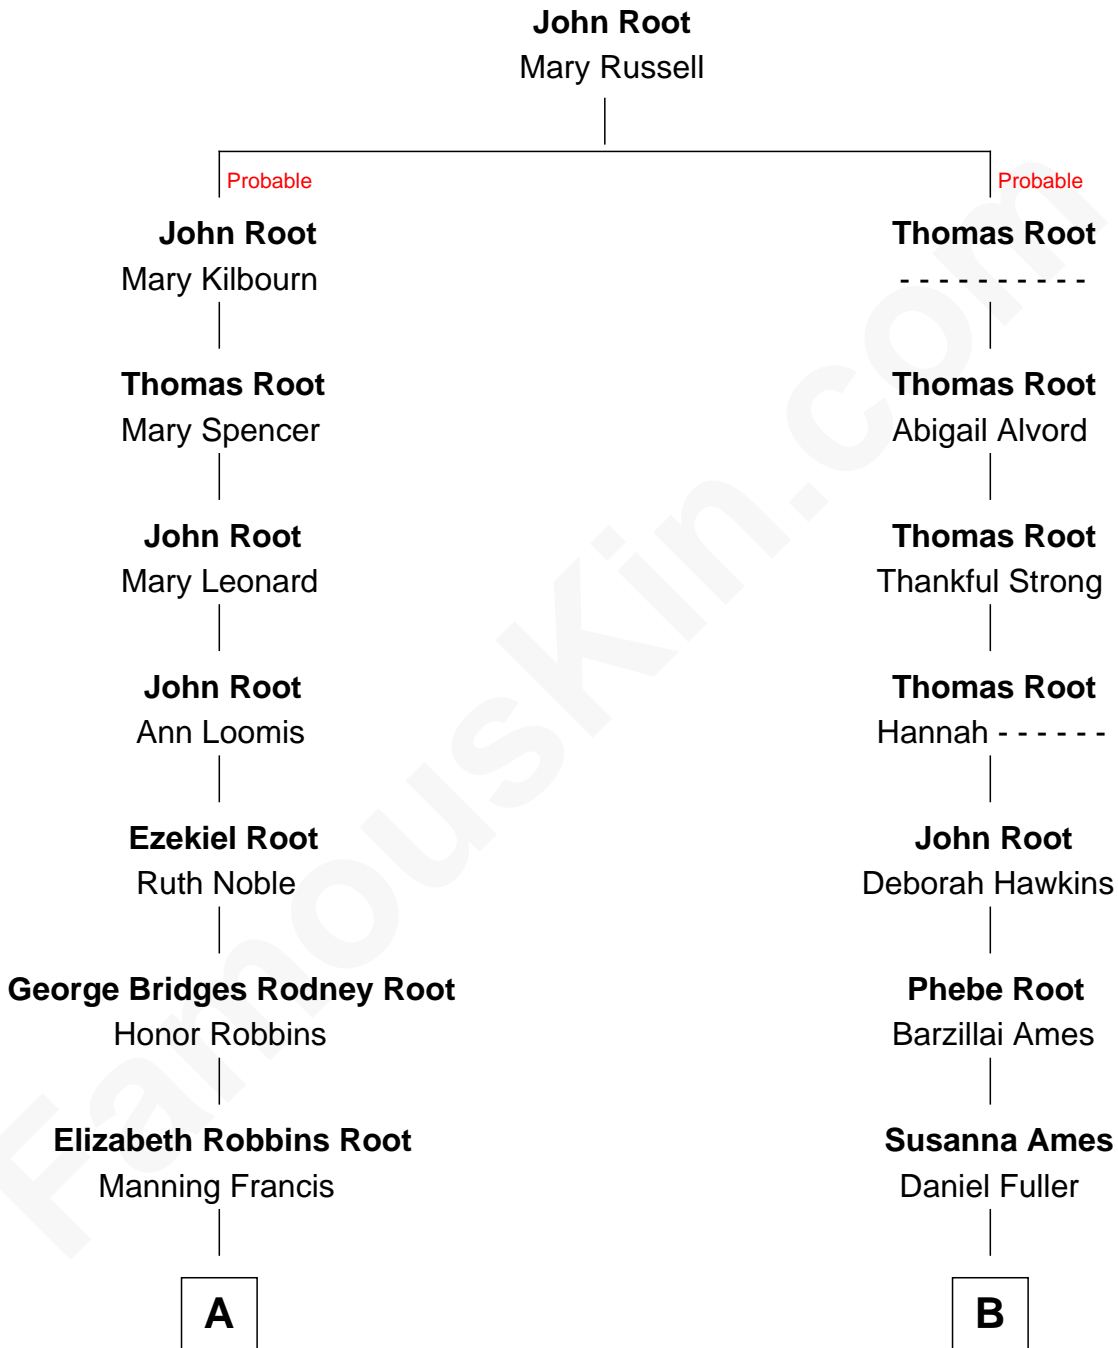 John Root
Mary Russell
Probable
Probable
John Root
Mary Kilbourn
Thomas Root
- - - - - - - - - -
Thomas Root
Mary Spencer
Thomas Root
Abigail Alvord
John Root
Mary Leonard
Thomas Root
Thankful Strong
John Root
Ann Loomis
Thomas Root
Hannah - - - - - -
Ezekiel Root
Ruth Noble
John Root
Deborah Hawkins
George Bridges Rodney Root
Honor Robbins
Phebe Root
Barzillai Ames
Elizabeth Robbins Root
Manning Francis
Susanna Ames
Daniel Fuller
A
B
FamousKin.com